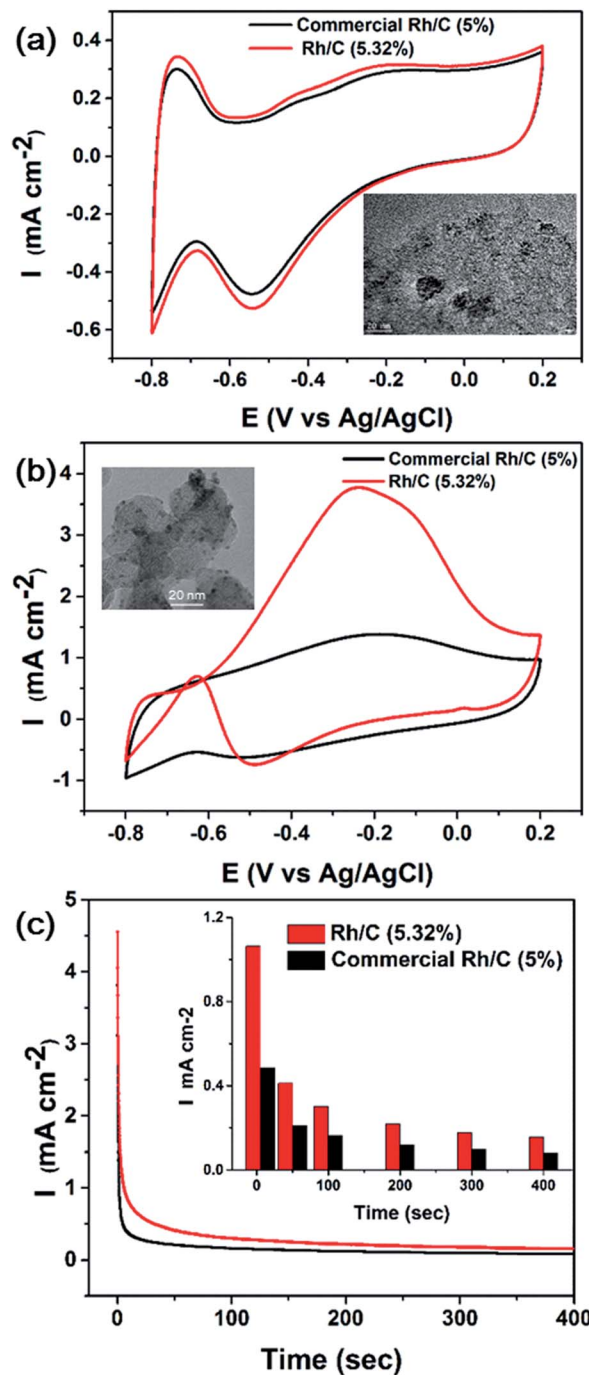 (a)
Commercial Rh/C (5%)
Rh/C (5.32%)
I (mA cm-2)
0.4
0.2
0.0
-0.2
-0.4
-0.6
-0.8
-0.6
-0.4
-0.2
0.0
0.2
E (V vs Ag/AgCl)
(b)
Commercial Rh/C (5%)
Rh/C (5.32%)
20 nm
I (mA cm-2)
4
3
2
1
0
-1
-0.8
-0.6
-0.4
-0.2
0.0
0.2
E (V vs Ag/AgCl)
(c)
I (mA cm-2)
5
4
3
2
1
0
0
100
200
300
400
Time (sec)
Rh/C (5.32%)
Commercial Rh/C (5%)
I mA cm-2
1.2
0.8
0.4
0.0
0
100
200
300
400
Time (sec)